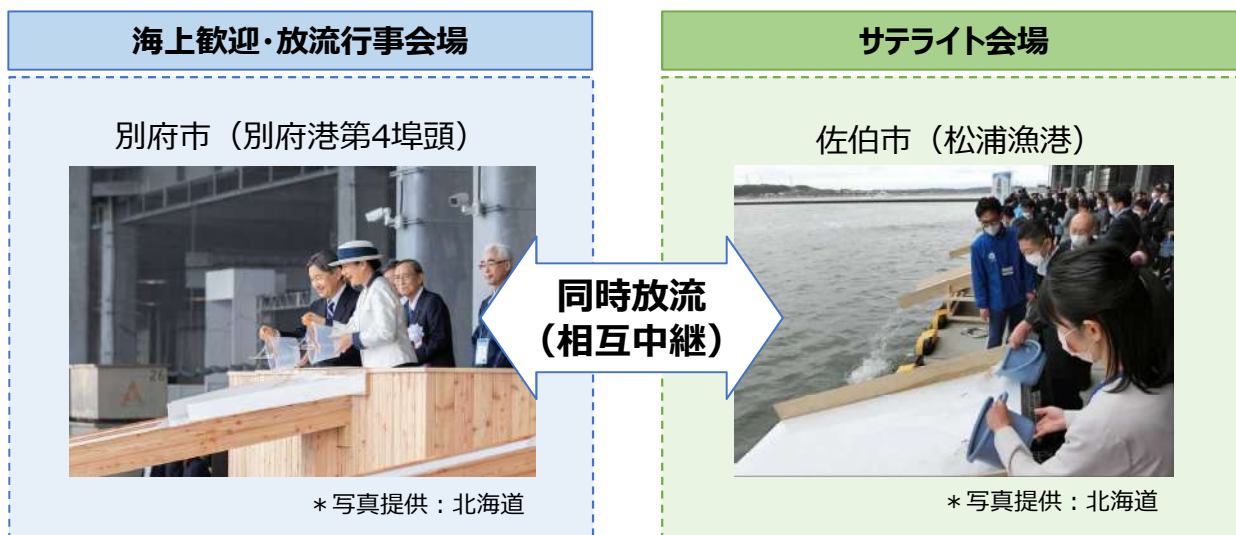 海上歓迎・放流行事会場
サテライト会場
別府市（別府港第4埠頭）
佐伯市（松浦漁港）
同時放流
（相互中継）
＊写真提供：北海道
＊写真提供：北海道